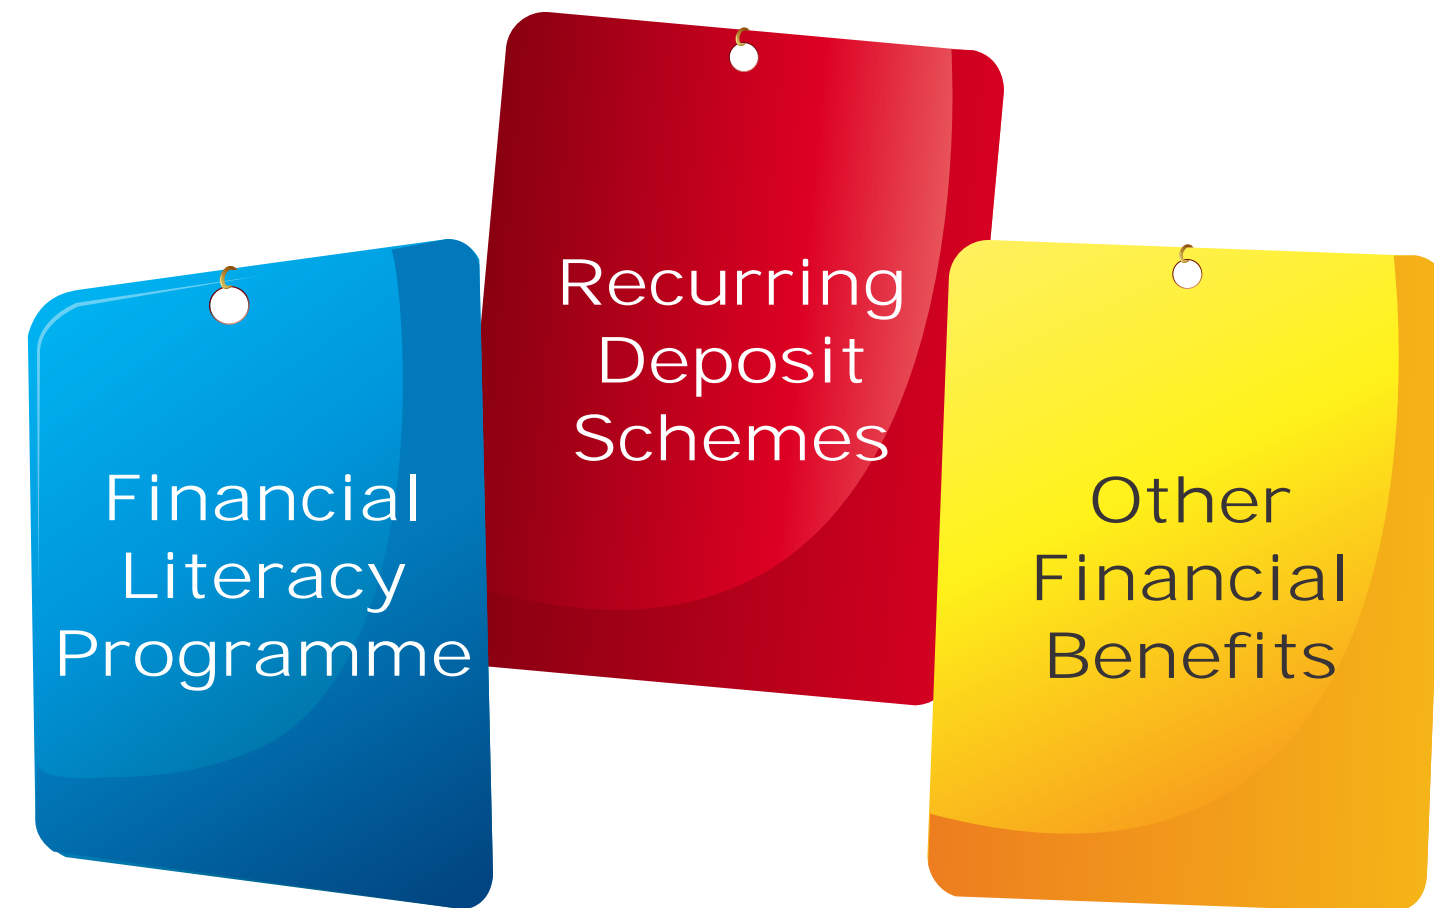 Financial
Literacy
Programme
Recurring
Deposit
Schemes
Other
Financial
Benefits